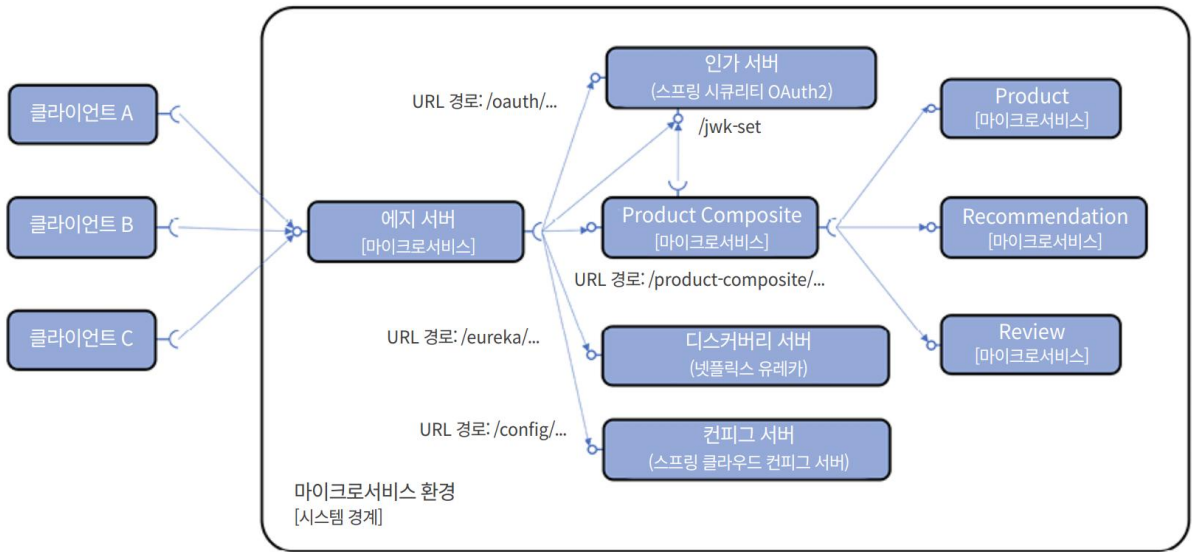 클라이언트 A
클라이언트 B
클라이언트 C
에지 서버
[마이크로서비스]
URL 경로: /oauth/...
인가 서버
(스프링 시큐리티 OAuth2)
/jwk-set
Product Composite
[마이크로서비스]
URL 경로: /product-composite/...
URL 경로: /eureka/...
디스커버리 서버
(넷플릭스 유레카)
URL 경로: /config/...
컨피그 서버
(스프링 클라우드 컨피그 서버)
Product
[마이크로서비스]
Recommendation
[마이크로서비스]
Review
[마이크로서비스]
마이크로서비스 환경
[시스템 경계]